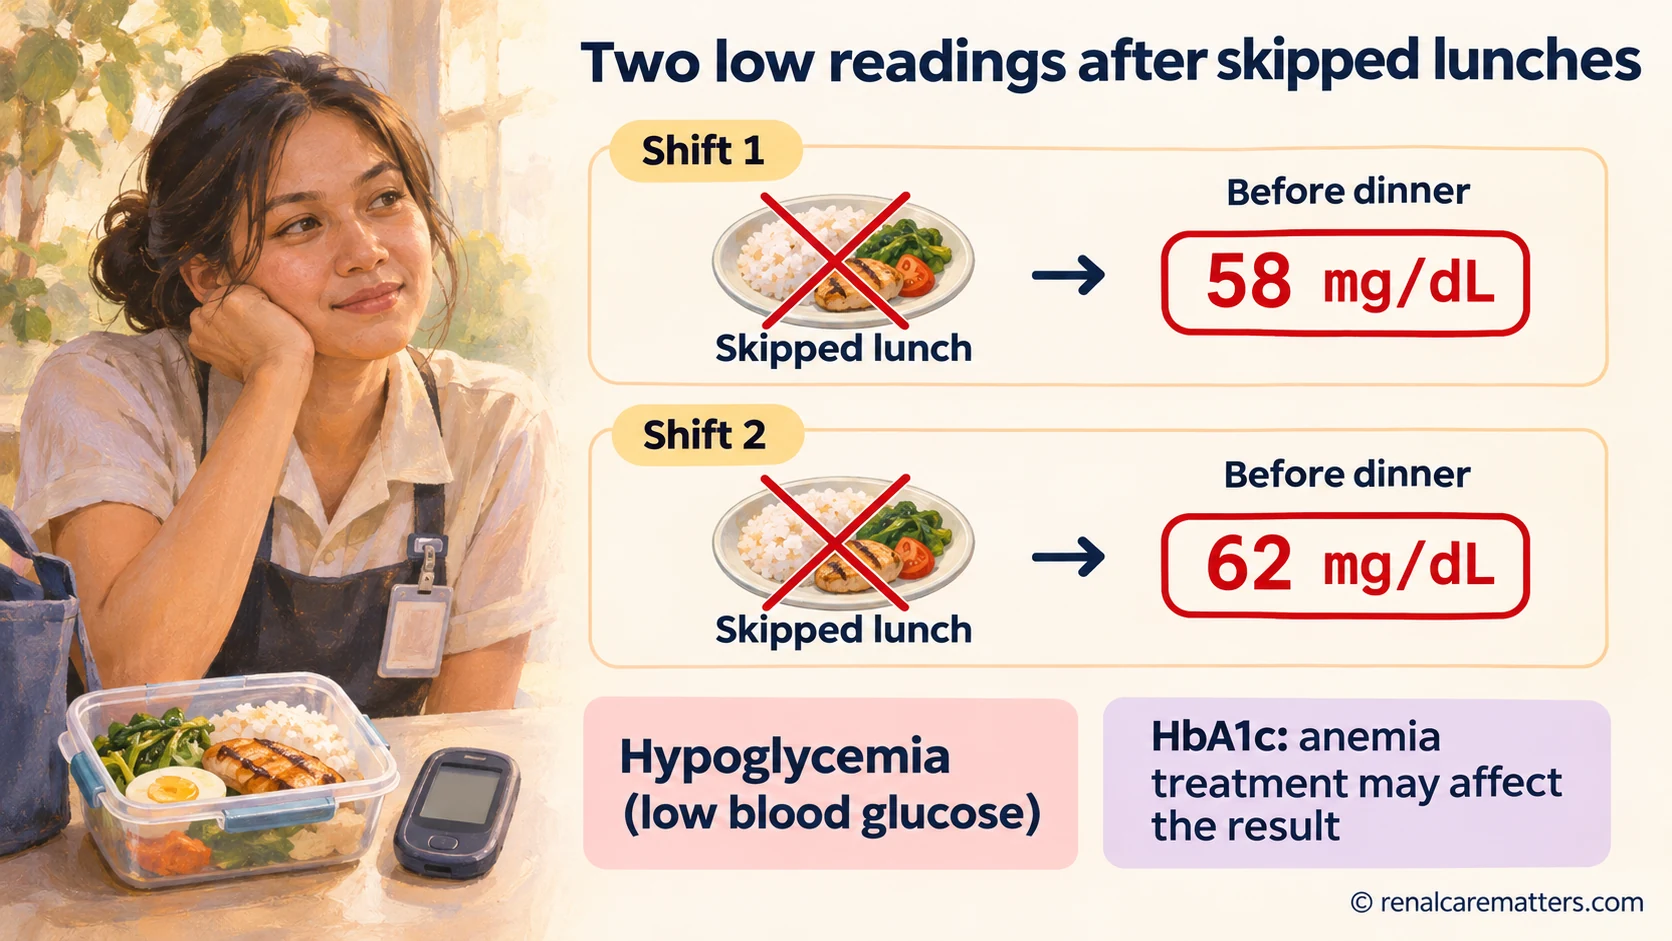 Two low readings after skipped lunches
Shift 1
Before dinner
58 mg/dL
Skipped lunch
Shift 2
Before dinner
62 mg/dL
Skipped lunch
Hypoglycemia
(low blood glucose)
HbA1c: anemia
treatment may affect
the result
© renalcarematters.com